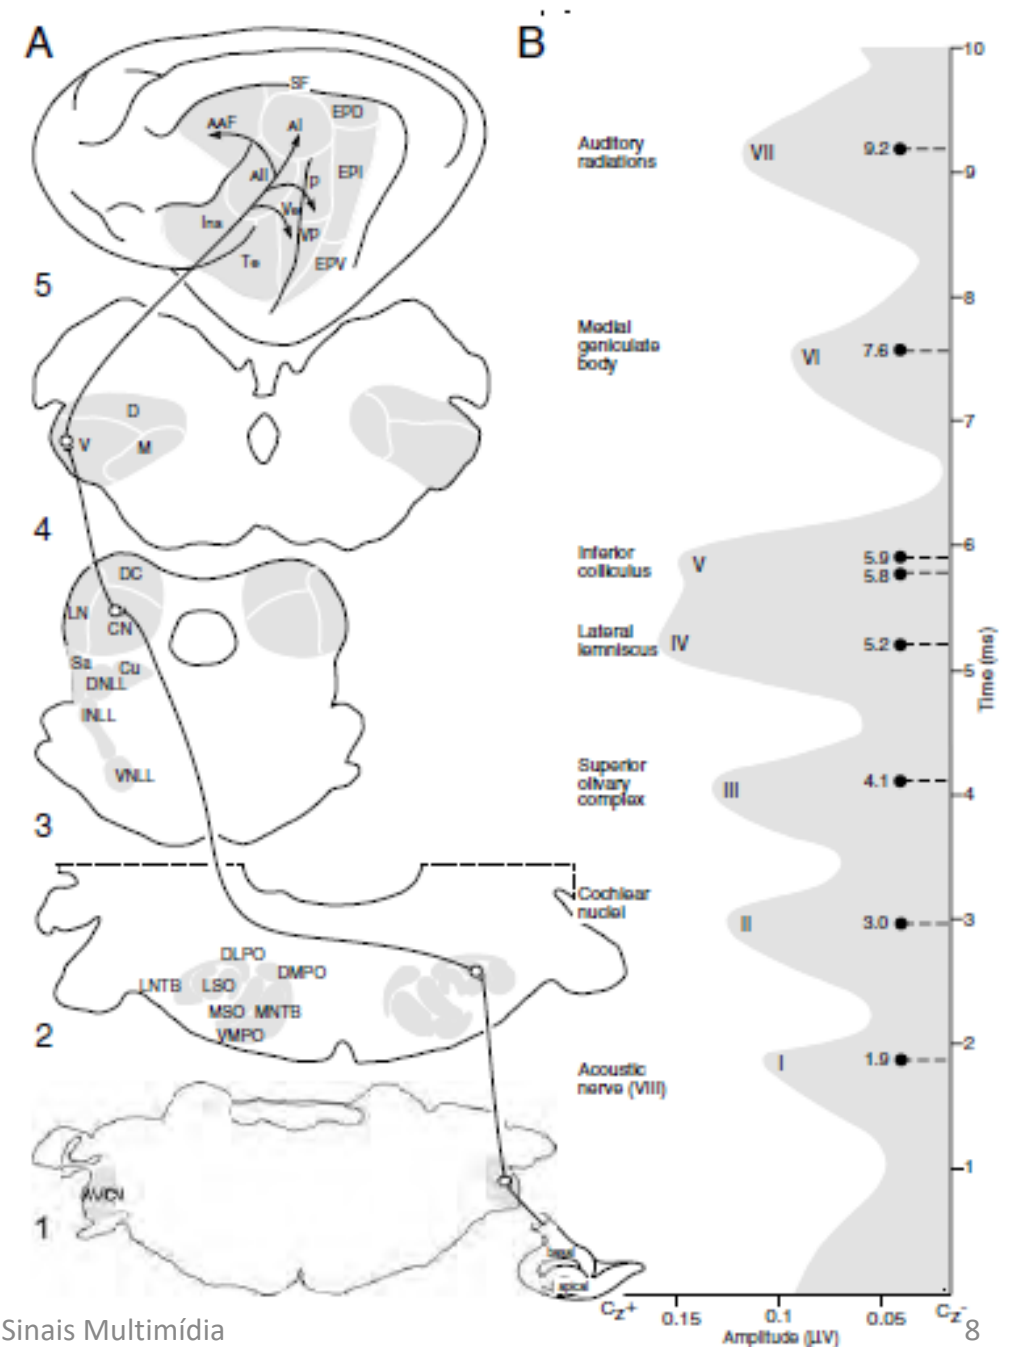 A
B
SF
EPD
AAF
AI
AII
P
EPI
Ve
Ins
VP
Te
EPV
5
D
V
M
4
DC
LN
CN
Sa
Cu
DNLL
INLL
VNLL
3
DLPO
DMPO
LNTB
LSO
MSO
MNTB
VMPO
2
AVCN
1
basal
apical
Auditory
radiations
VII
9.2
Medial
geniculate
body
VI
7.6
Inferior
colliculus
V
5.9
5.8
Lateral
lemniscus
IV
5.2
Superior
olivary
complex
III
4.1
Cochlear
nuclei
II
3.0
Acoustic
nerve (VIII)
I
1.9
10
9
8
7
6
5
4
3
2
1
Time (ms)
Cz+
0.15
0.1
0.05
Cz-
Amplitude (μV)
Sinais Multimídia
8